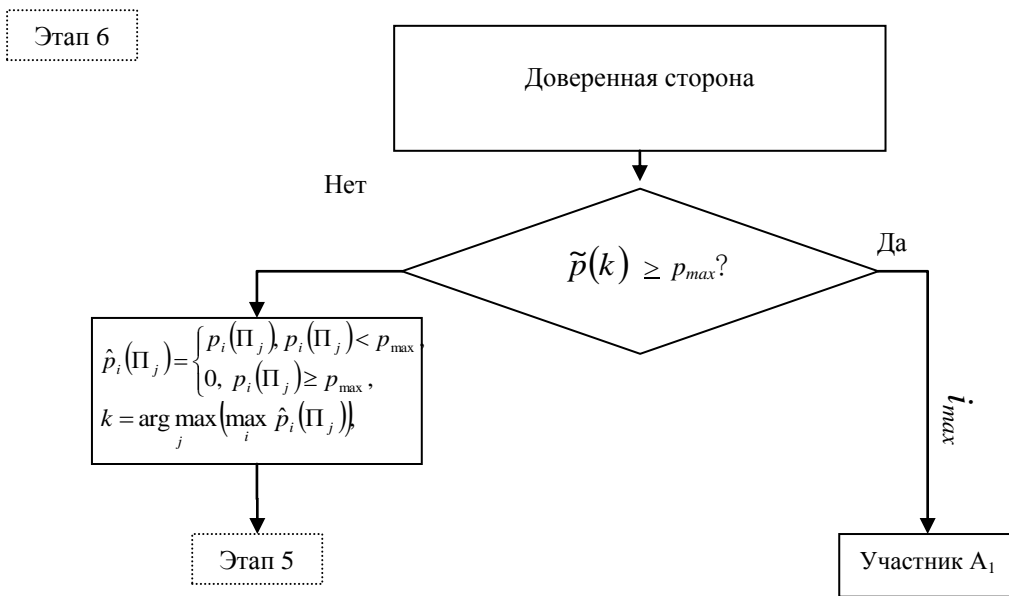 Этап 6
Доверенная сторона
Нет
Да
p̃(k) ≥ pmax?
p̂ᵢ(Πⱼ)={pᵢ(Πⱼ), pᵢ(Πⱼ)< pmax,
0, pᵢ(Πⱼ)≥ pmax,
k = arg maxⱼ(maxᵢ p̂ᵢ(Πⱼ)),
imax
Этап 5
Участник A₁